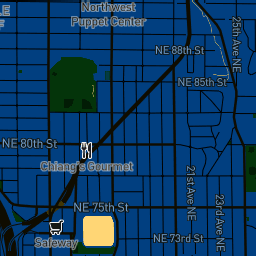 Northwest
Puppet Center
25th Ave NE
NE 88th St
NE 85th St
NE 80th St
Chiang's Gourmet
21st Ave NE
23rd Ave NE
NE 75th St
Safeway
NE 73rd St